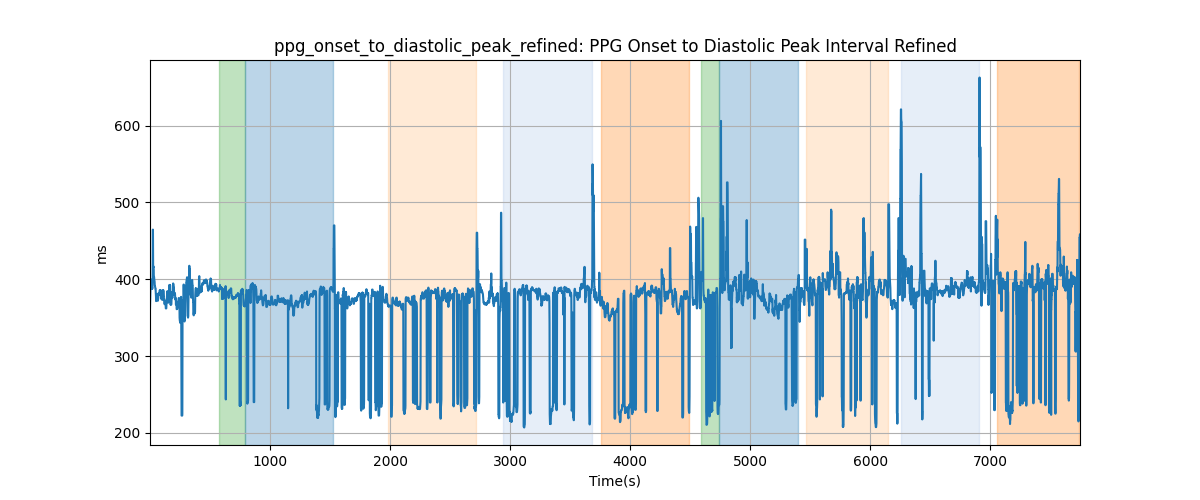 ppg_onset_to_diastolic_peak_refined: PPG Onset to Diastolic Peak Interval Refined
600
500
400
300
200
ms
1000 2000 3000 4000 5000 6000 7000
Time(s)